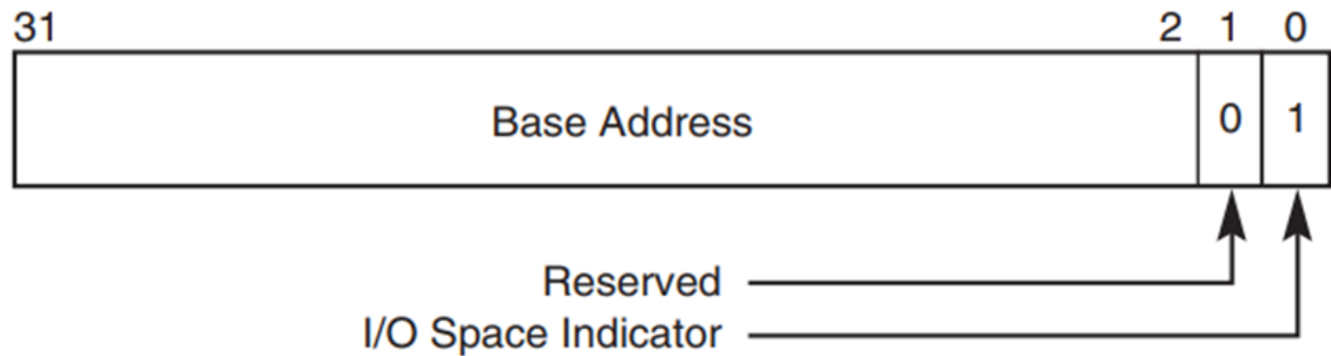 31 2 1 0
Base Address 0 1
Reserved
I/O Space Indicator